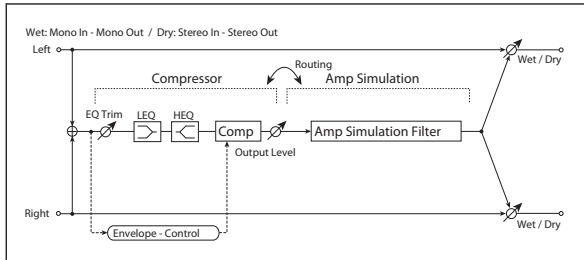 Wet: Mono In - Mono Out / Dry: Stereo In - Stereo Out
Left
Wet / Dry
Routing
Compressor
Amp Simulation
EQ Trim
LEQ
HEQ
Comp
Output Level
Amp Simulation Filter
Right
Wet / Dry
Envelope - Control